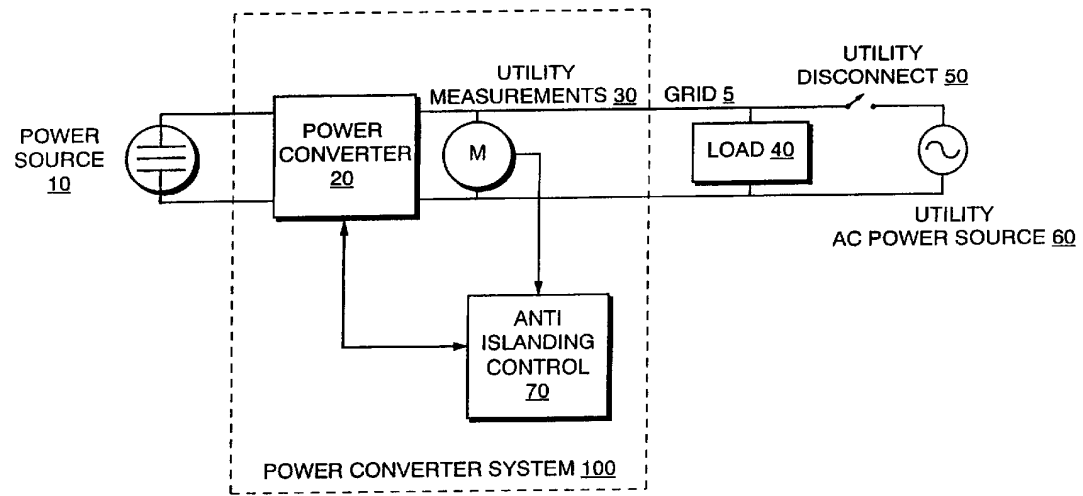 POWER
SOURCE
10
POWER
CONVERTER
20
UTILITY
MEASUREMENTS 30
M
GRID 5
LOAD 40
UTILITY
DISCONNECT 50
UTILITY
AC POWER SOURCE 60
ANTI
ISLANDING
CONTROL
70
POWER CONVERTER SYSTEM 100